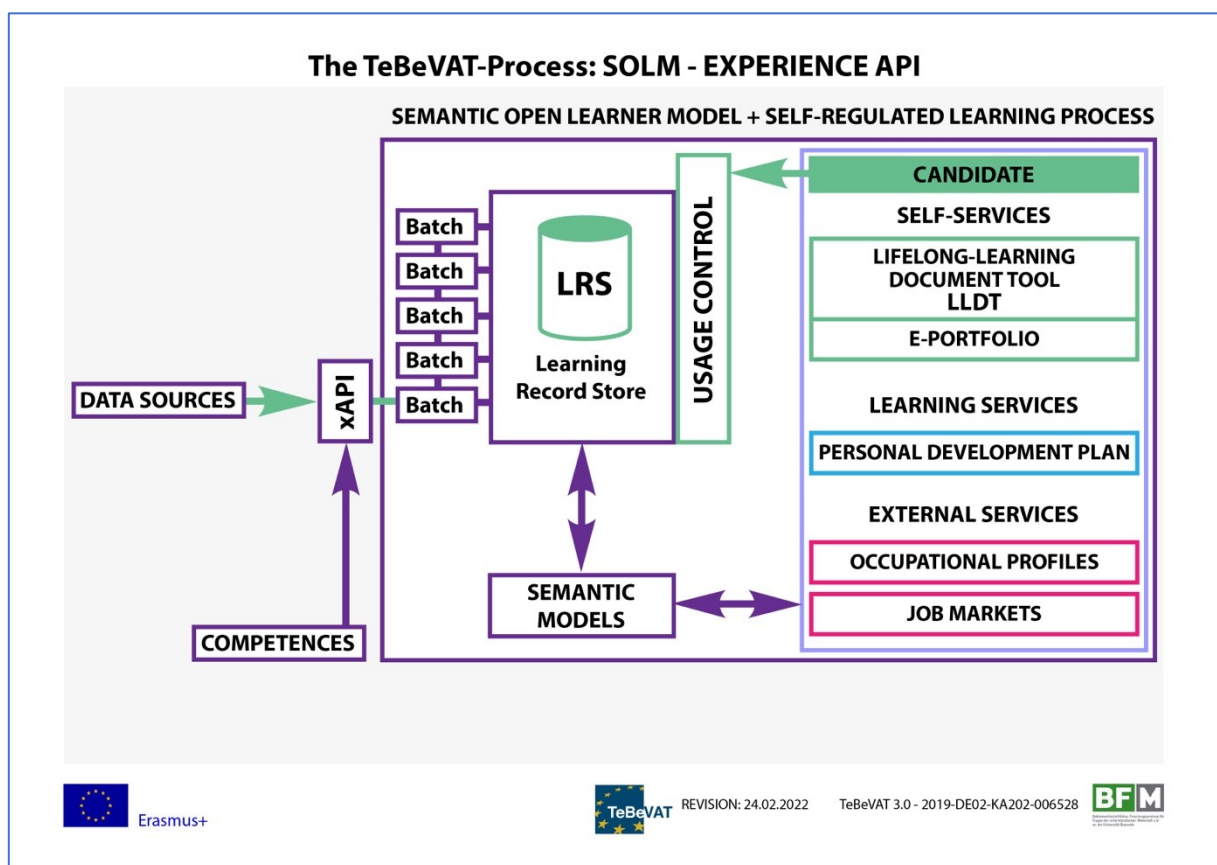 The TeBeVAT-Process: SOLM - EXPERIENCE API
SEMANTIC OPEN LEARNER MODEL + SELF-REGULATED LEARNING PROCESS
DATA SOURCES
xAPI
COMPETENCES
Batch
Batch
Batch
Batch
Batch
LRS
Learning
Record Store
USAGE CONTROL
SEMANTIC
MODELS
CANDIDATE
SELF-SERVICES
LIFELONG-LEARNING
DOCUMENT TOOL
LLDT
E-PORTFOLIO
LEARNING SERVICES
PERSONAL DEVELOPMENT PLAN
EXTERNAL SERVICES
OCCUPATIONAL PROFILES
JOB MARKETS
Erasmus+
TeBeVAT
REVISION: 24.02.2022
TeBeVAT 3.0 - 2019-DE02-KA202-006528
BFM